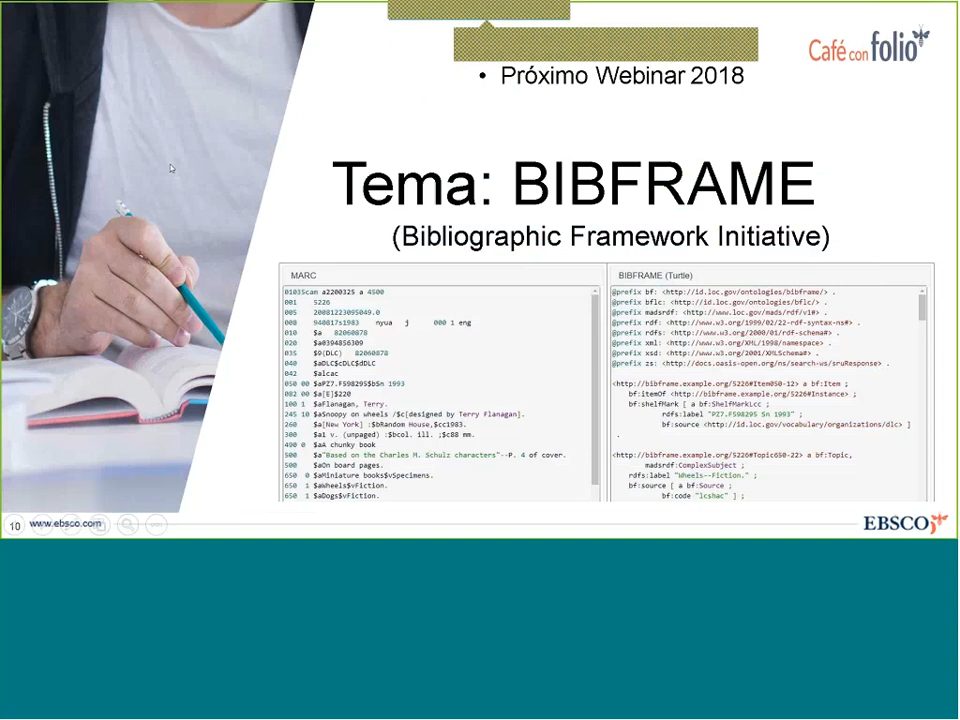 Café con folio
• Próximo Webinar 2018
Tema: BIBFRAME
(Bibliographic Framework Initiative)
MARC
01035cam a2200325 a 4500
001 5226
005 20081223095049.0
008 940817s1983 nyua j 000 1 eng
010 $a 82060878
020 $a0394856309
035 $9(DLC) 82060878
040 $aDLC$cDLC$dDLC
042 $alcac
050 00 $aPZ7.F598295$bSn 1993
082 00 $a[E]$220
100 1 $aFlanagan, Terry.
245 10 $aSnoopy on wheels /$c[designed by Terry Flanagan].
260 $a[New York] :$bRandom House,$cc1983.
300 $a1 v. (unpaged) :$bcol. ill. ;$c88 mm.
490 0 $aA chunky book
500 $a"Based on the Charles M. Schulz characters"--P. 4 of cover.
500 $aOn board pages.
650 $aMiniature books$vSpecimens.
650 1 $aWheels$vFiction.
650 1 $aDogs$vFiction.
BIBFRAME (Turtle)
@prefix bf: <http://id.loc.gov/ontologies/bibframe/> .
@prefix bflc: <http://id.loc.gov/ontologies/bflc/> .
@prefix madsrdf: <http://www.loc.gov/mads/rdf/v1#> .
@prefix rdf: <http://www.w3.org/1999/02/22-rdf-syntax-ns#> .
@prefix rdfs: <http://www.w3.org/2000/01/rdf-schema#> .
@prefix xml: <http://www.w3.org/XML/1998/namespace> .
@prefix xsd: <http://www.w3.org/2001/XMLSchema#> .
@prefix zs: <http://docs.oasis-open.org/ns/search-ws/sruResponse> .
<http://bibframe.example.org/5226#Item050-12> a bf:Item ;
bf:itemOf <http://bibframe.example.org/5226#Instance> ;
bf:shelfMark [ a bf:ShelfMarkLcc ;
rdfs:label "PZ7.F598295 Sn 1993" ;
bf:source <http://id.loc.gov/vocabulary/organizations/dlc> ]
.
<http://bibframe.example.org/5226#Topic650-22> a bf:Topic,
madsrdf:ComplexSubject ;
rdfs:label "Wheels--Fiction." ;
bf:source [ a bf:Source ;
bf:code "lcshac" ] ;
10 www.ebsco.com
EBSCO